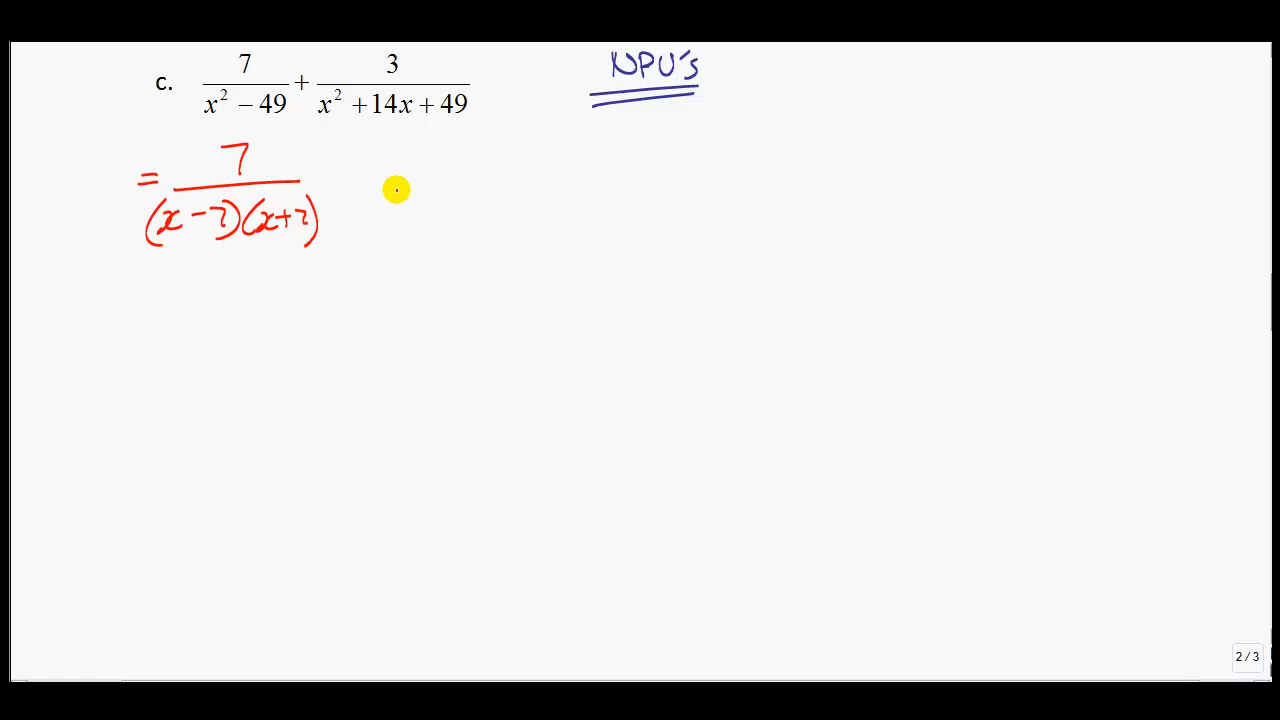 c. 7/(x² − 49) + 3/(x² + 14x + 49)
NPV's
= 7/((x − 7)(x + 7))
2 / 3